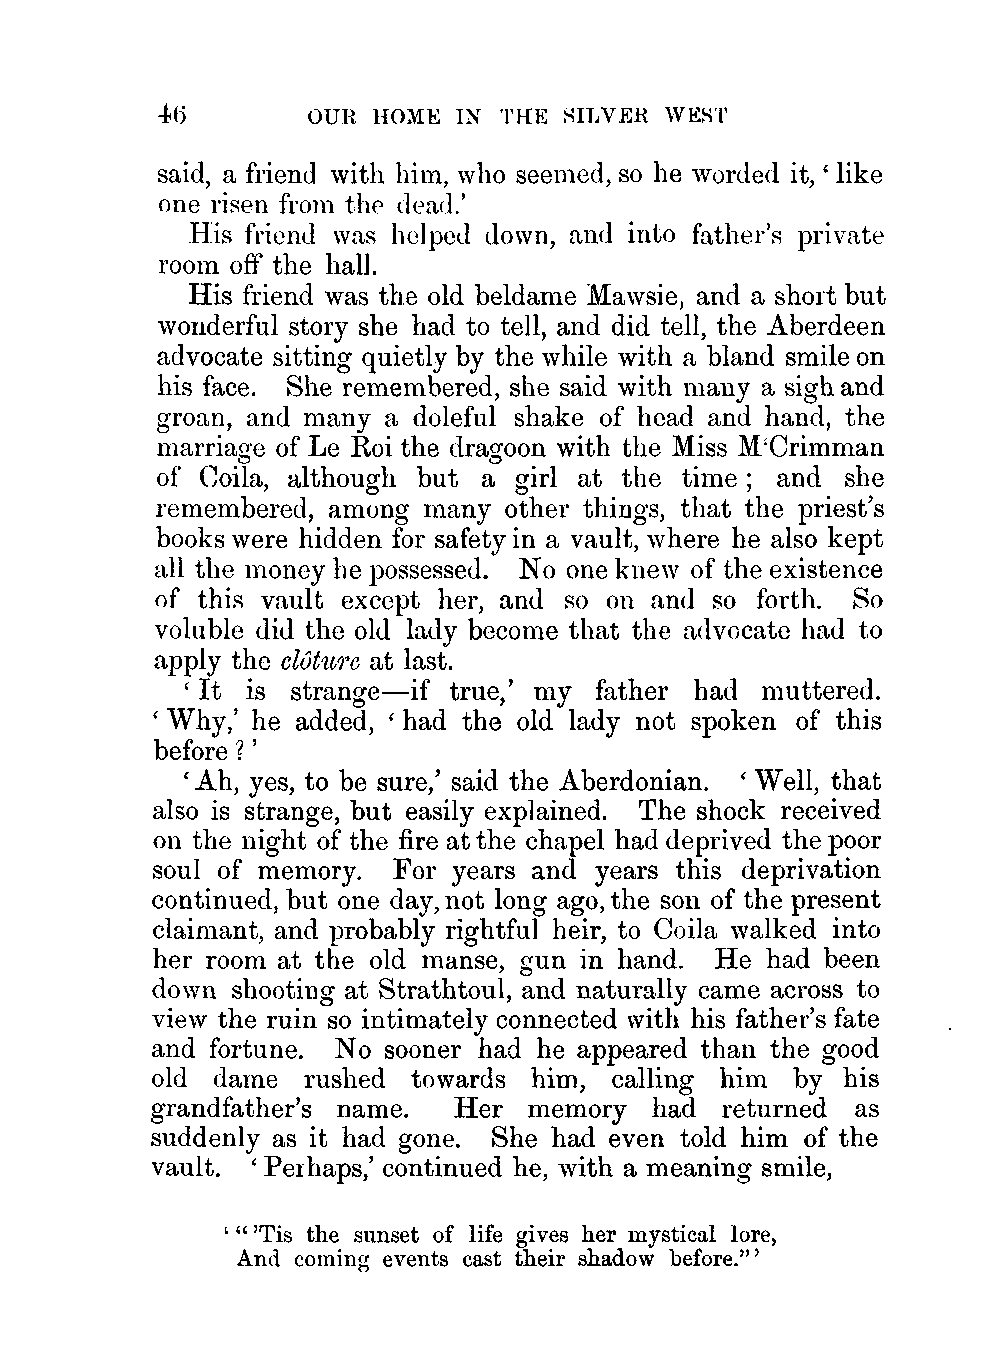 46 OUR HOME IN THE SILVER WEST
said, a friend with him, who seemed, so he worded it, ‘ like
one risen from the dead.’
His friend was helped down, and into father’s private
room off the hall.
His friend was the old beldame Mawsie, and a short but
wonderful story she had to tell, and did tell, the Aberdeen
advocate sitting quietly by the while with a bland smile on
his face. She remembered, she said with many a sigh and
groan, and many a doleful shake of head and hand, the
marriage of Le Roi the dragoon with the Miss M‘Crimman
of Coila, although but a girl at the time ; and she
remembered, among many other things, that the priest’s
books were hidden for safety in a vault, where he also kept
all the money he possessed. No one knew of the existence
of this vault except her, and so on and so forth. So
voluble did the old lady become that the advocate had to
apply the clôture at last.
‘ It is strange—if true,’ my father had muttered.
‘ Why,’ he added, ‘ had the old lady not spoken of this
before ? ’
‘ Ah, yes, to be sure,’ said the Aberdonian. ‘ Well, that
also is strange, but easily explained. The shock received
on the night of the fire at the chapel had deprived the poor
soul of memory. For years and years this deprivation
continued, but one day, not long ago, the son of the present
claimant, and probably rightful heir, to Coila walked into
her room at the old manse, gun in hand. He had been
down shooting at Strathtoul, and naturally came across to
view the ruin so intimately connected with his father’s fate
and fortune. No sooner had he appeared than the good
old dame rushed towards him, calling him by his
grandfather’s name. Her memory had returned as
suddenly as it had gone. She had even told him of the
vault. ‘ Perhaps,’ continued he, with a meaning smile,
‘ “ ’Tis the sunset of life gives her mystical lore,
And coming events cast their shadow before.” ’